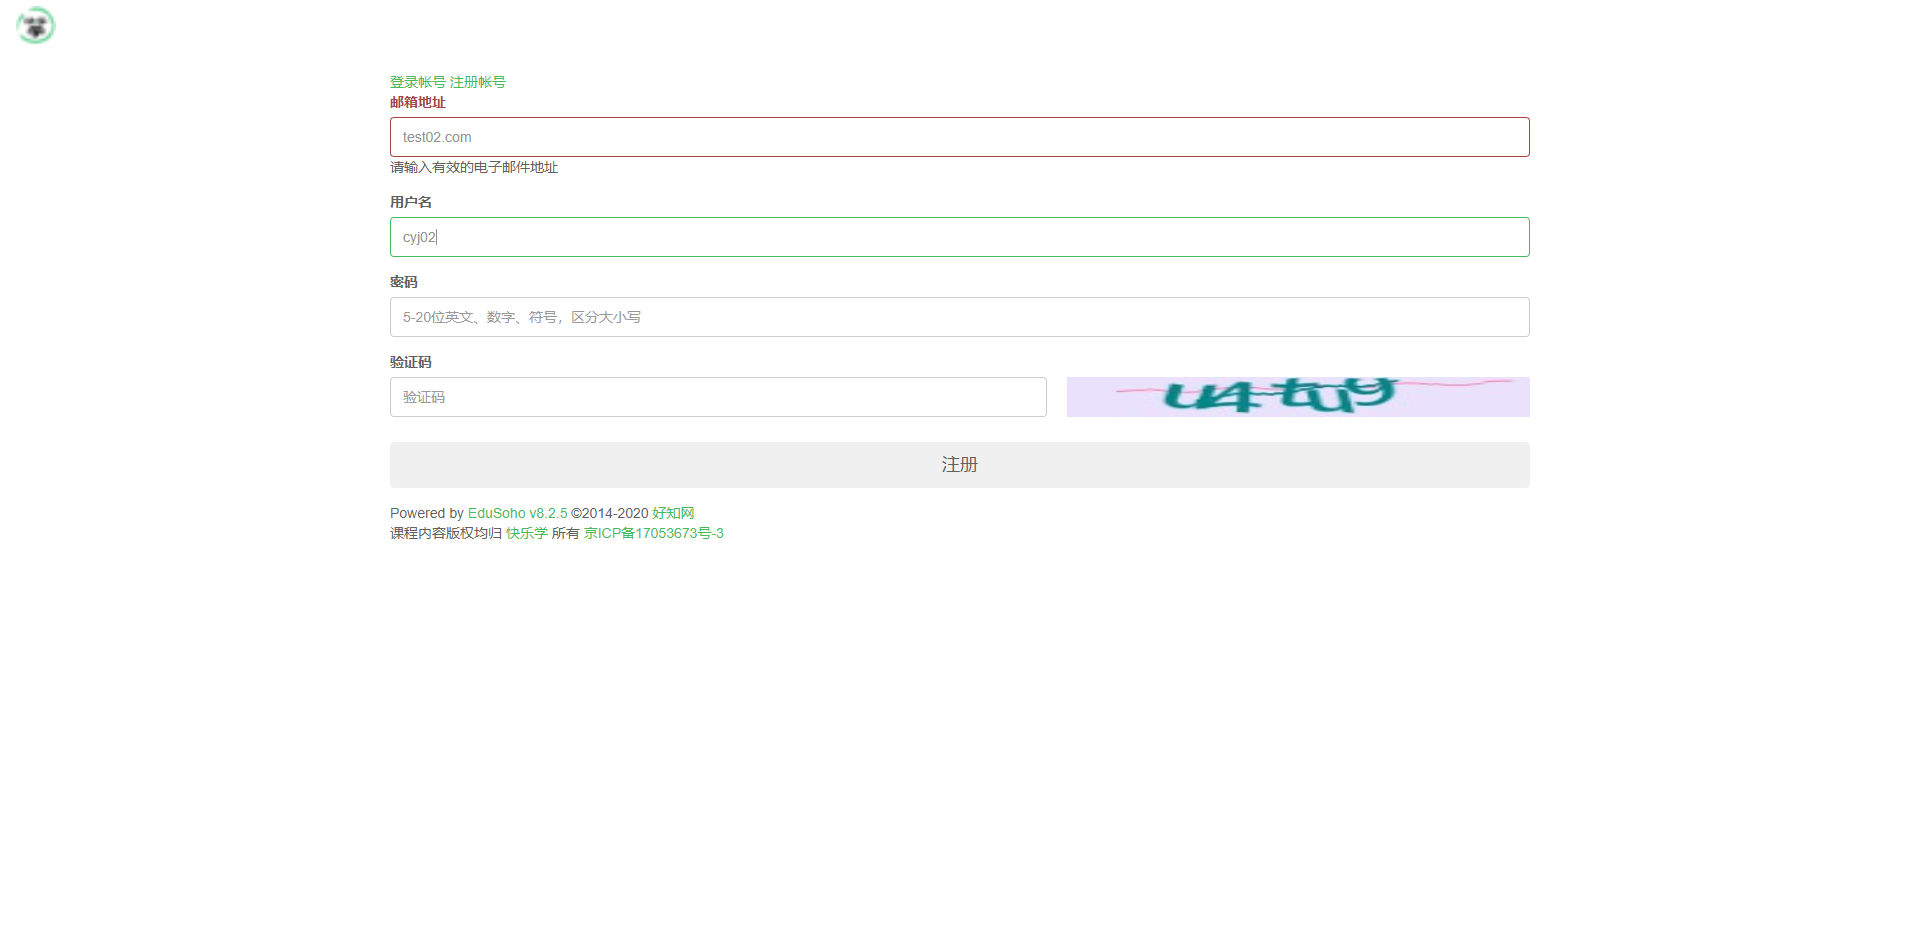 登录帐号 注册帐号
邮箱地址
test02.com
请输入有效的电子邮件地址
用户名
cyj02
密码
5-20位英文、数字、符号，区分大小写
验证码
验证码
注册
Powered by EduSoho v8.2.5 ©2014-2020 好知网
课程内容版权均归 快乐学 所有 京ICP备17053673号-3